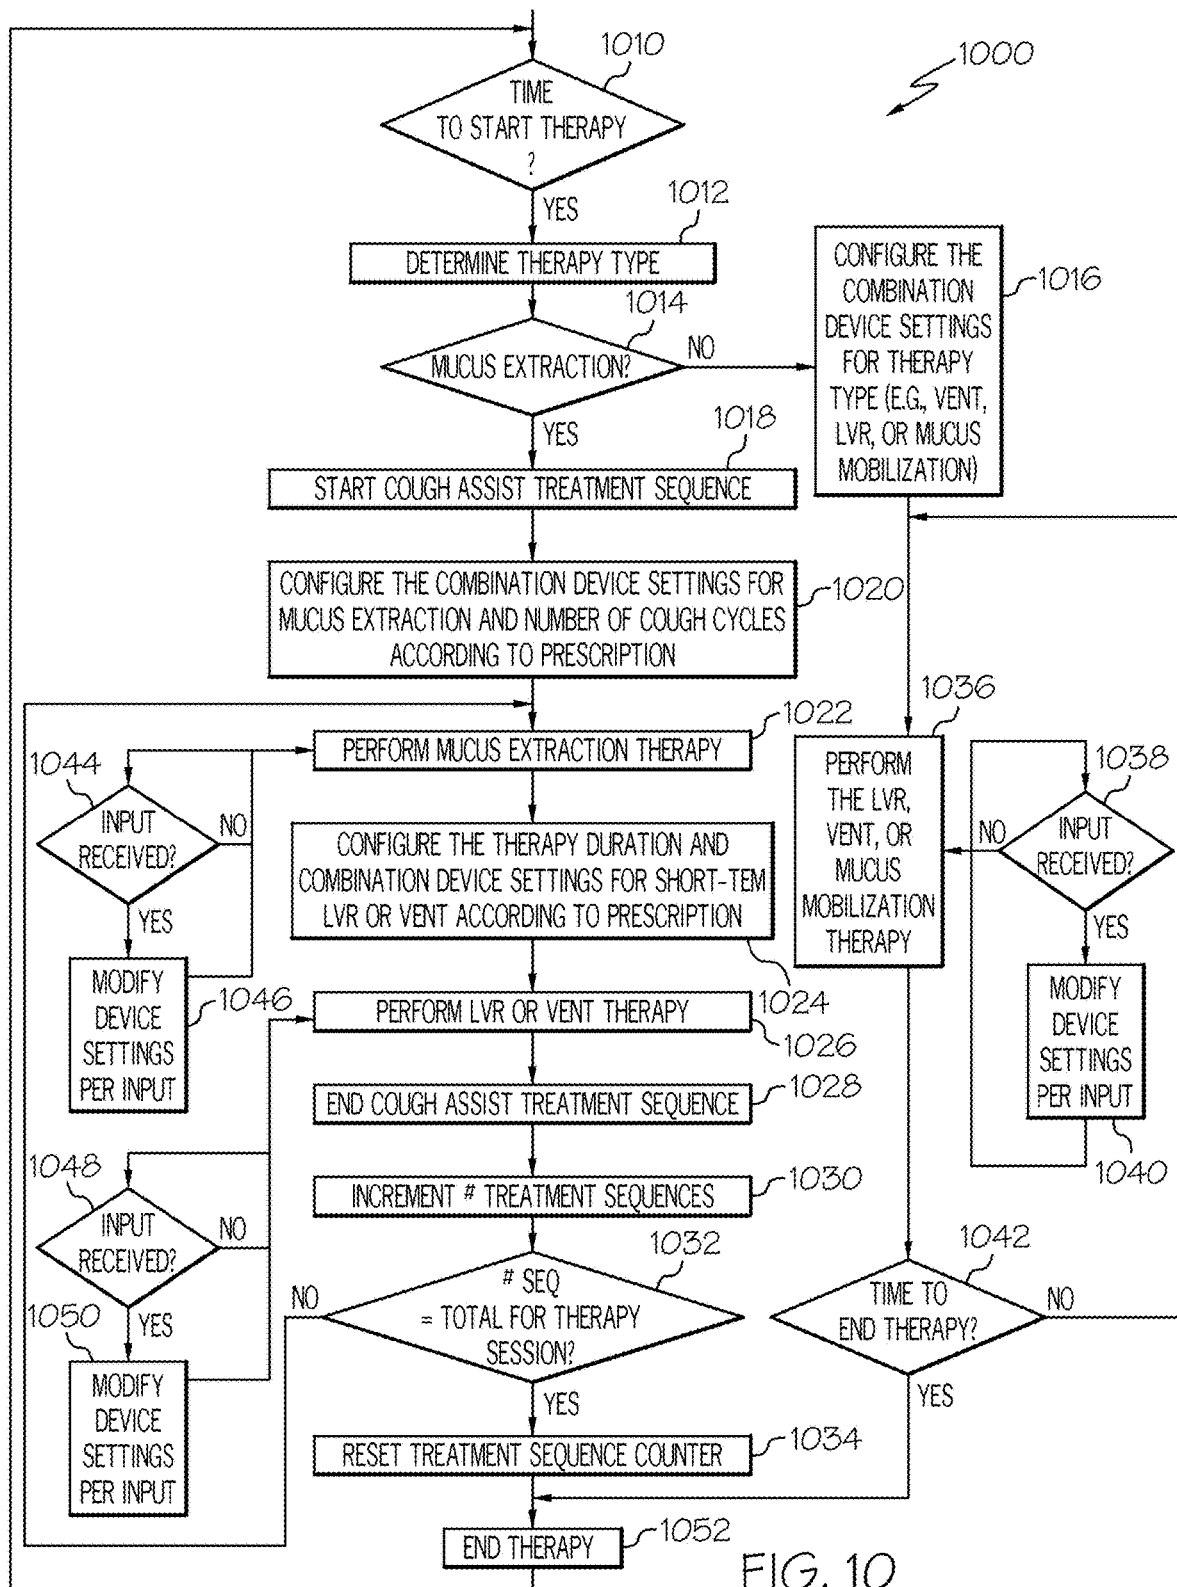 1010
1000
TIME
TO START THERAPY
?
YES
1012
DETERMINE THERAPY TYPE
1014
MUCUS EXTRACTION?
NO
YES
CONFIGURE THE
COMBINATION
DEVICE SETTINGS
FOR THERAPY
TYPE (E.G., VENT,
LVR, OR MUCUS
MOBILIZATION)
1016
1018
START COUGH ASSIST TREATMENT SEQUENCE
CONFIGURE THE COMBINATION DEVICE SETTINGS FOR
MUCUS EXTRACTION AND NUMBER OF COUGH CYCLES
ACCORDING TO PRESCRIPTION
1020
1022
PERFORM MUCUS EXTRACTION THERAPY
1044
INPUT
RECEIVED?
NO
YES
MODIFY
DEVICE
SETTINGS
PER INPUT
1046
CONFIGURE THE THERAPY DURATION AND
COMBINATION DEVICE SETTINGS FOR SHORT-TEM
LVR OR VENT ACCORDING TO PRESCRIPTION
1024
PERFORM LVR OR VENT THERAPY
1026
1036
PERFORM
THE LVR,
VENT, OR
MUCUS
MOBILIZATION
THERAPY
1038
NO
INPUT
RECEIVED?
YES
MODIFY
DEVICE
SETTINGS
PER INPUT
1040
END COUGH ASSIST TREATMENT SEQUENCE
1028
INCREMENT # TREATMENT SEQUENCES
1030
1048
INPUT
RECEIVED?
NO
YES
1050
MODIFY
DEVICE
SETTINGS
PER INPUT
1032
NO
# SEQ
= TOTAL FOR THERAPY
SESSION?
YES
1042
TIME TO
END THERAPY?
NO
YES
RESET TREATMENT SEQUENCE COUNTER
1034
END THERAPY
1052
FIG. 10